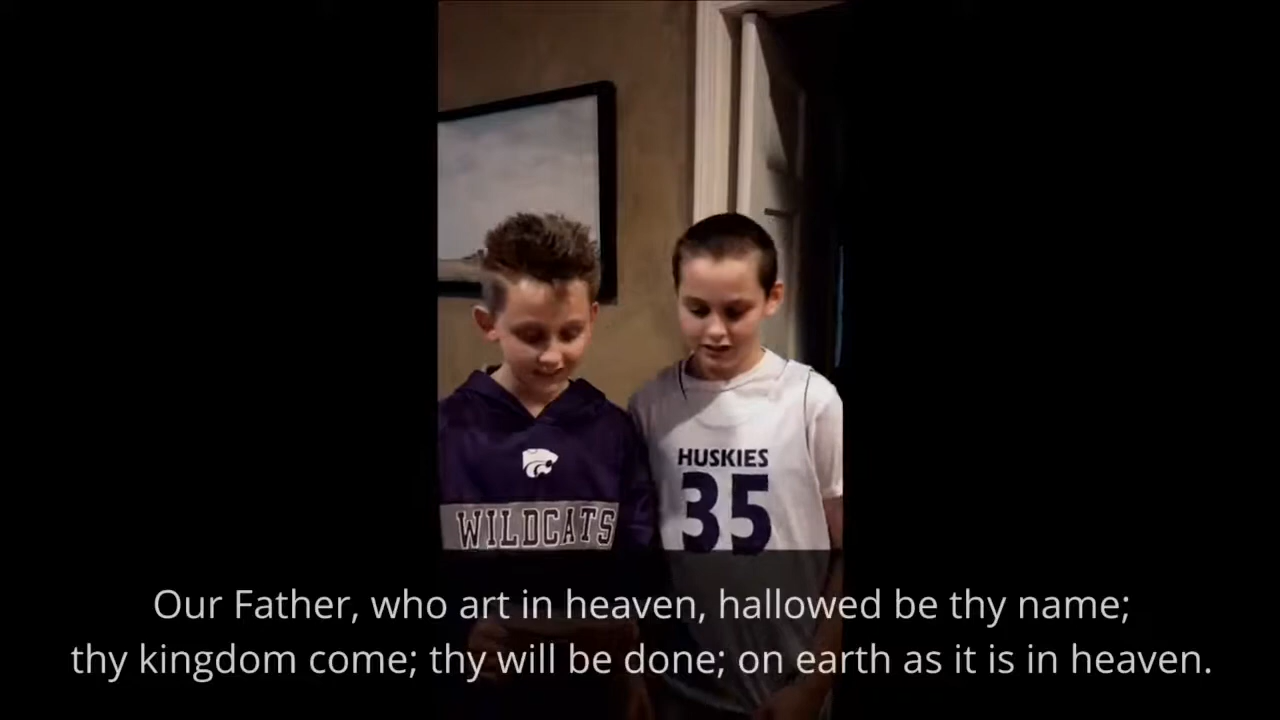 WILDCATS
HUSKIES
35
Our Father, who art in heaven, hallowed be thy name;
thy kingdom come; thy will be done; on earth as it is in heaven.